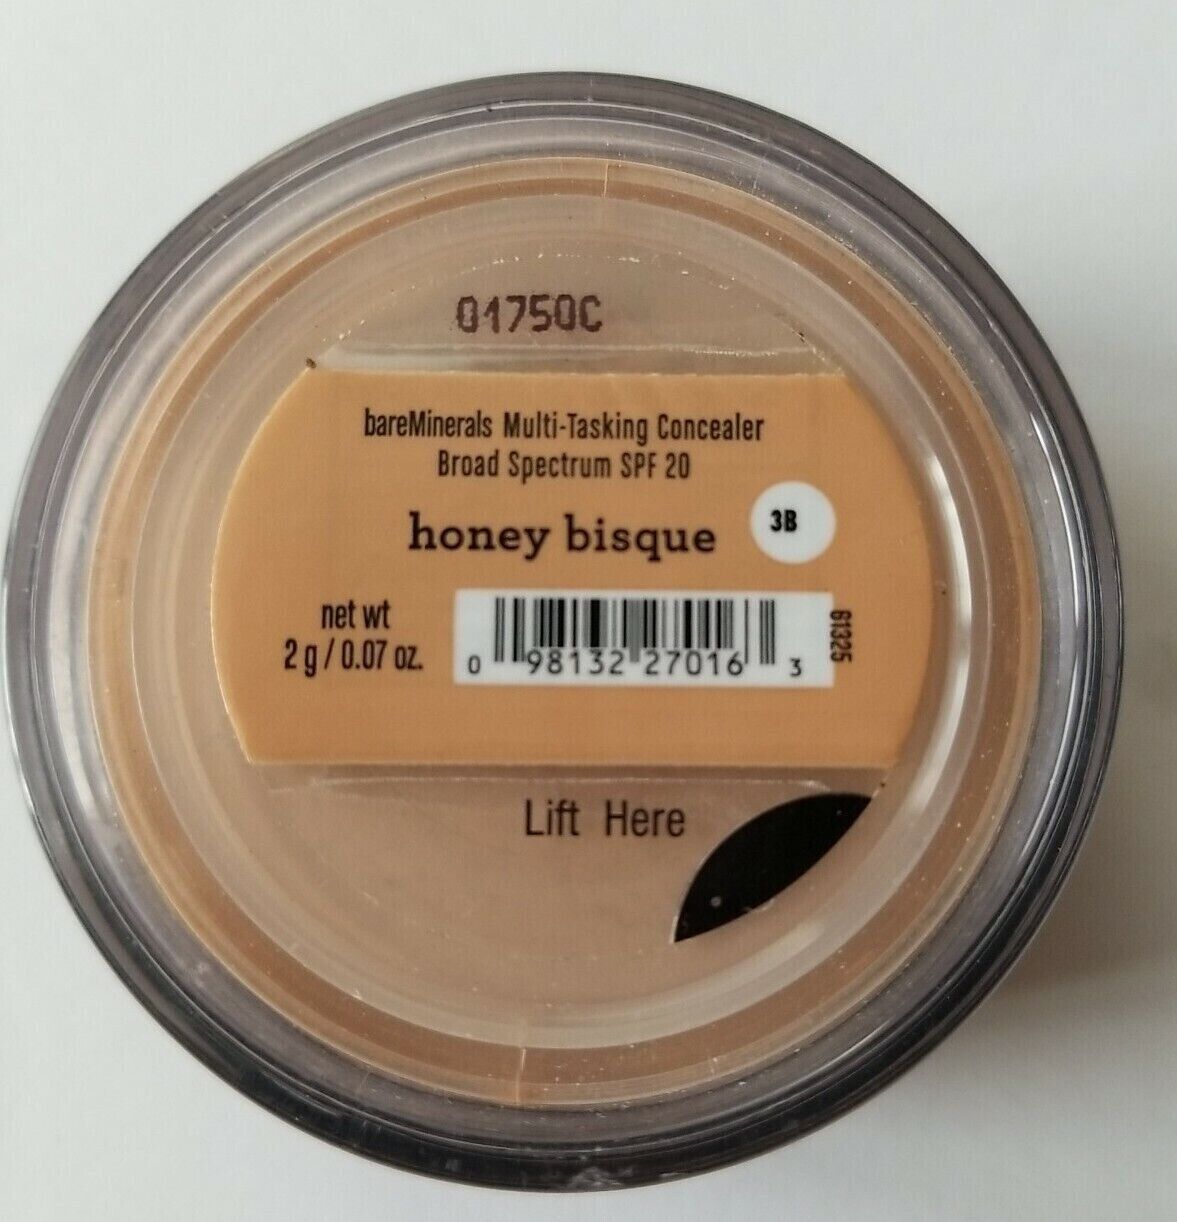 01750C
bareMinerals Multi-Tasking Concealer
Broad Spectrum SPF 20
honey bisque
3B
net wt
2 g / 0.07 oz.
0 98132 27016 3
61325
Lift Here